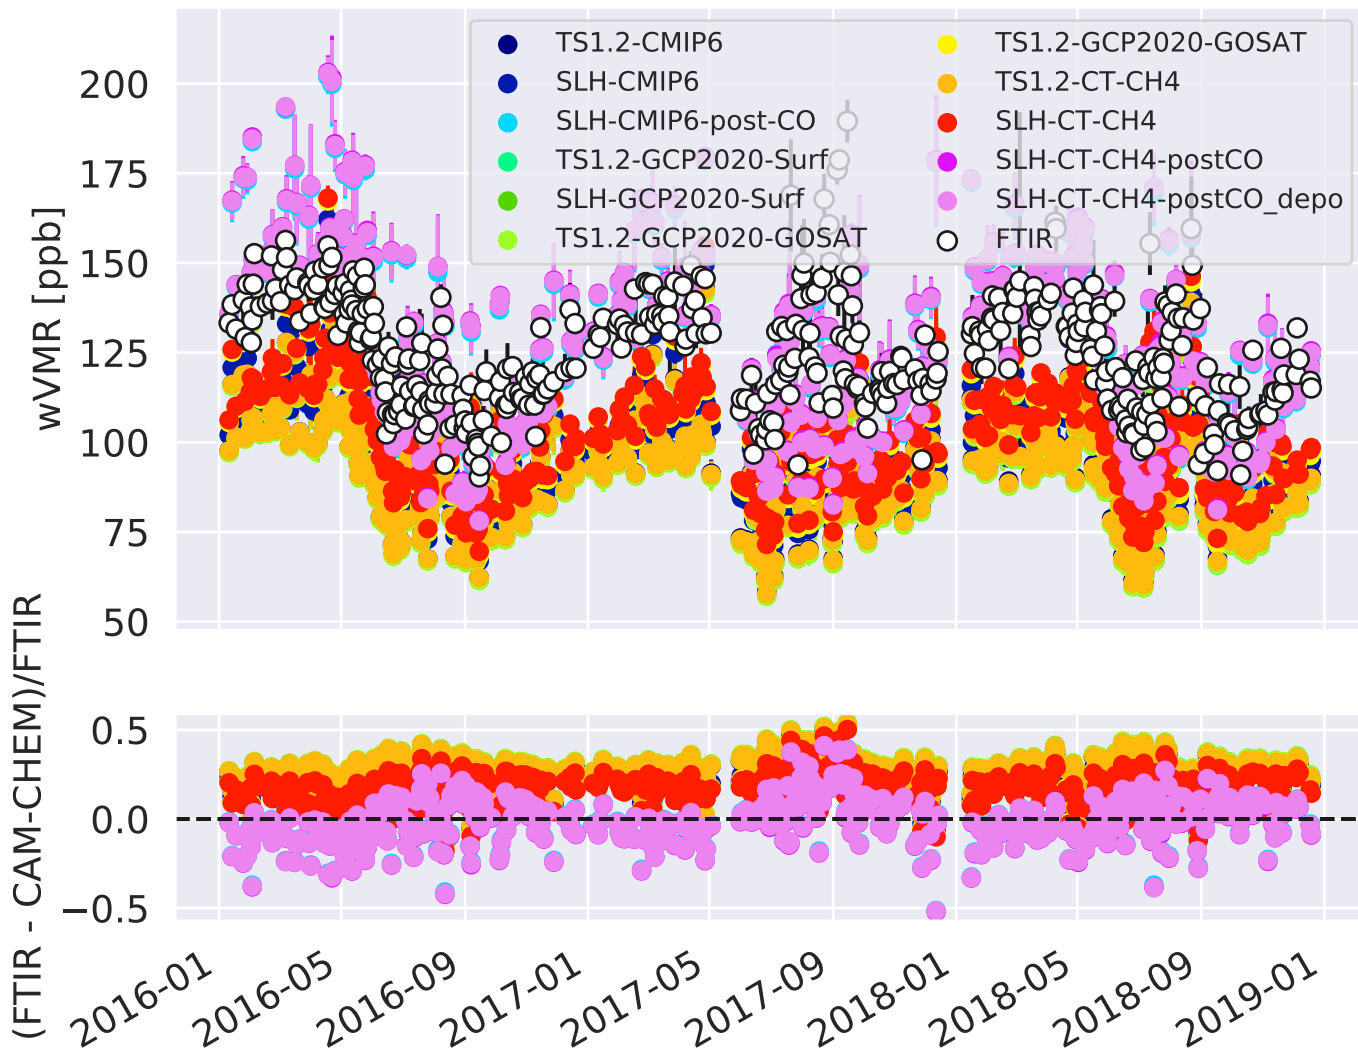 wVMR [ppbb]
200
175
150
125
100
75
50
TS1.2-CMIP6
SLH-CMIP6
SLH-CMIP6-post-CO
TS1.2-GCP2020-Surf
SLH-GCP2020-Surf
TS1.2-GCP2020-GOSAT
TS1.2-GCP2020-GOSAT
TS1.2-CT-CH4
SLH-CT-CH4
SLH-CT-CH4-postCO
SLH-CT-CH4-postCO_depo
FTIR
(FTIR - CAM-CHEM)/FTIR
0.5
0.0
−0.5
2016-01
2016-05
2016-09
2017-01
2017-05
2017-09
2018-01
2018-05
2018-09
2019-01